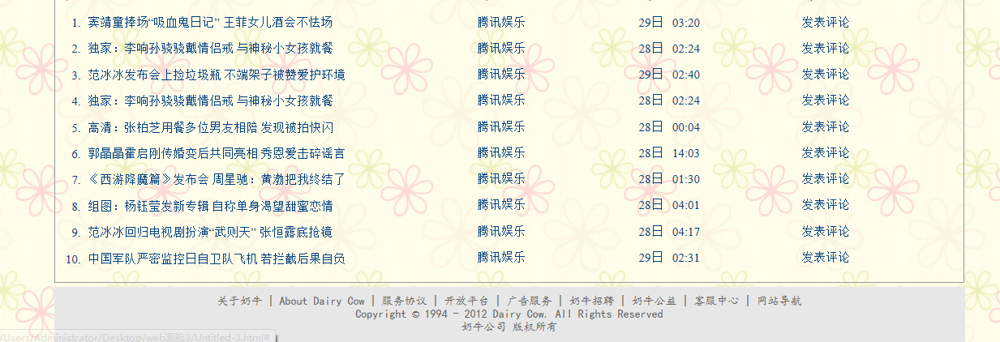 1. 窦靖童捧场“吸血鬼日记” 王菲女儿酒会不怯场 腾讯娱乐 29日 03:20 发表评论
2. 独家：李响孙骁骁戴情侣戒 与神秘小女孩就餐 腾讯娱乐 28日 02:24 发表评论
3. 范冰冰发布会上捡垃圾瓶 不端架子被赞爱护环境 腾讯娱乐 29日 02:40 发表评论
4. 独家：李响孙骁骁戴情侣戒 与神秘小女孩就餐 腾讯娱乐 28日 02:24 发表评论
5. 高清：张柏芝用餐多位男友相陪 发现被拍快闪 腾讯娱乐 28日 00:04 发表评论
6. 郭晶晶霍启刚传婚变后共同亮相 秀恩爱击碎谣言 腾讯娱乐 28日 14:03 发表评论
7. 《西游降魔篇》发布会 周星驰：黄渤把我终结了 腾讯娱乐 28日 01:30 发表评论
8. 组图：杨钰莹发新专辑 自称单身渴望甜蜜恋情 腾讯娱乐 28日 04:01 发表评论
9. 范冰冰回归电视剧扮演“武则天” 张恒露底抢镜 腾讯娱乐 28日 04:17 发表评论
10. 中国军队严密监控日自卫队飞机 若拦截后果自负 腾讯娱乐 29日 02:31 发表评论
关于奶牛 | About Dairy Cow | 服务协议 | 开放平台 | 广告服务 | 奶牛招聘 | 奶牛公益 | 客服中心 | 网站导航
Copyright © 1994 - 2012 Dairy Cow. All Rights Reserved
奶牛公司 版权所有
/Users/Administrator/Desktop/web测验3/Untitled-3.html#